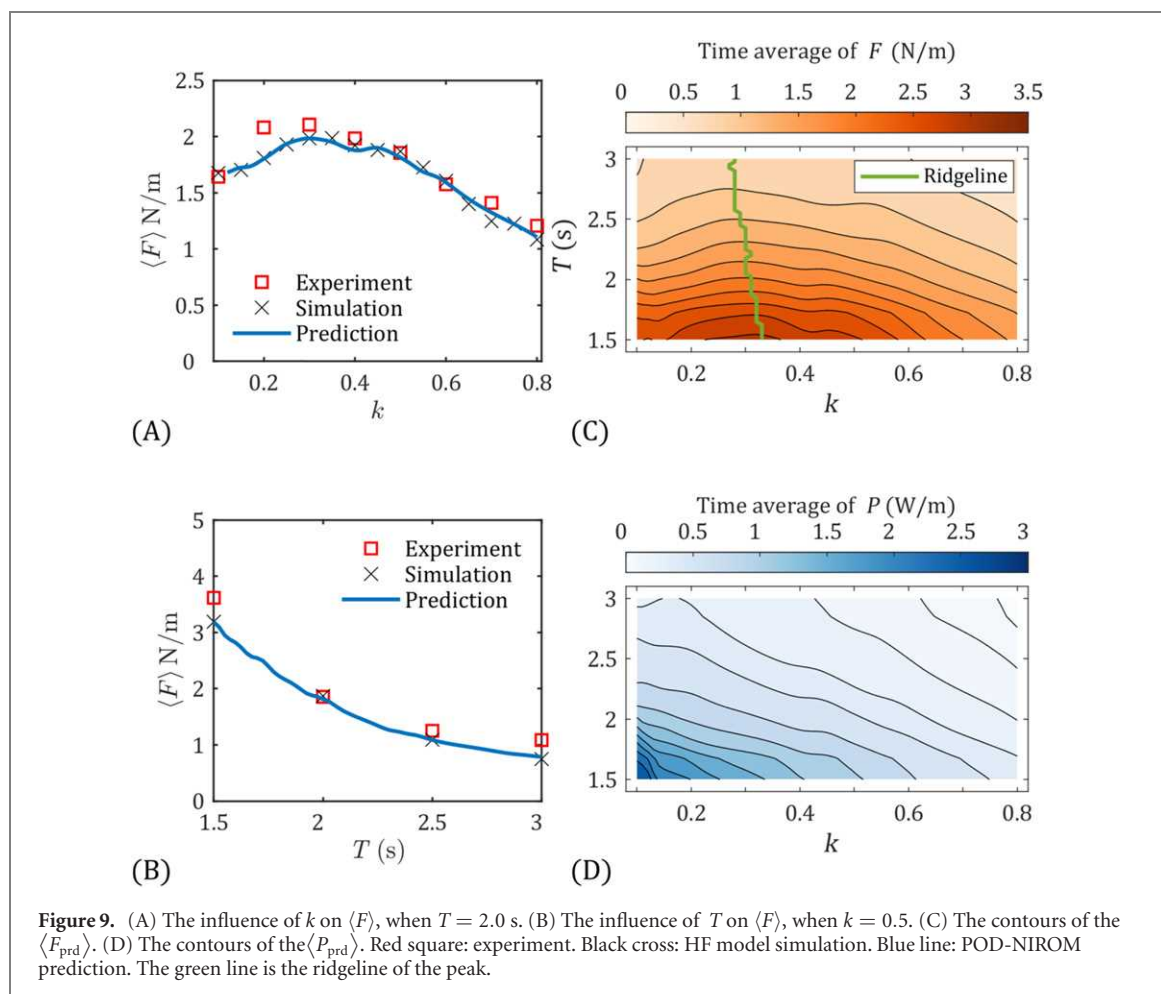 2.5
2
1.5
1
0.5
0
⟨F⟩ N/m
Experiment
Simulation
Prediction
0.2 0.4 0.6 0.8
k
(A)
Time average of F (N/m)
0 0.5 1 1.5 2 2.5 3 3.5
3
2.5
2
1.5
T (s)
Ridgeline
0.2 0.4 0.6 0.8
k
(C)
5
4
3
2
1
0
⟨F⟩ N/m
Experiment
Simulation
Prediction
1.5 2 2.5 3
T (s)
(B)
Time average of P (W/m)
0 0.5 1 1.5 2 2.5 3
3
2.5
2
1.5
0.2 0.4 0.6 0.8
k
(D)
Figure 9. (A) The influence of k on ⟨F⟩, when T = 2.0 s. (B) The influence of T on ⟨F⟩, when k = 0.5. (C) The contours of the
⟨Fprd⟩. (D) The contours of the⟨Pprd⟩. Red square: experiment. Black cross: HF model simulation. Blue line: POD-NIROM
prediction. The green line is the ridgeline of the peak.